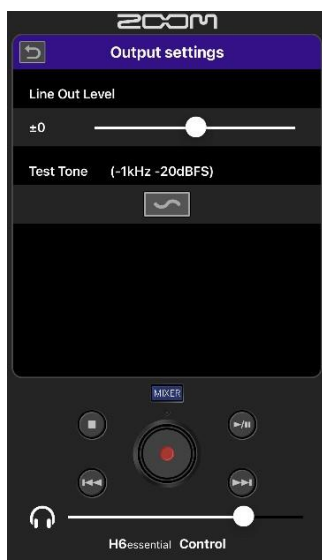 ZOOM
Output settings
Line Out Level
±0
Test Tone (-1kHz -20dBFS)
MIXER
H6essential Control